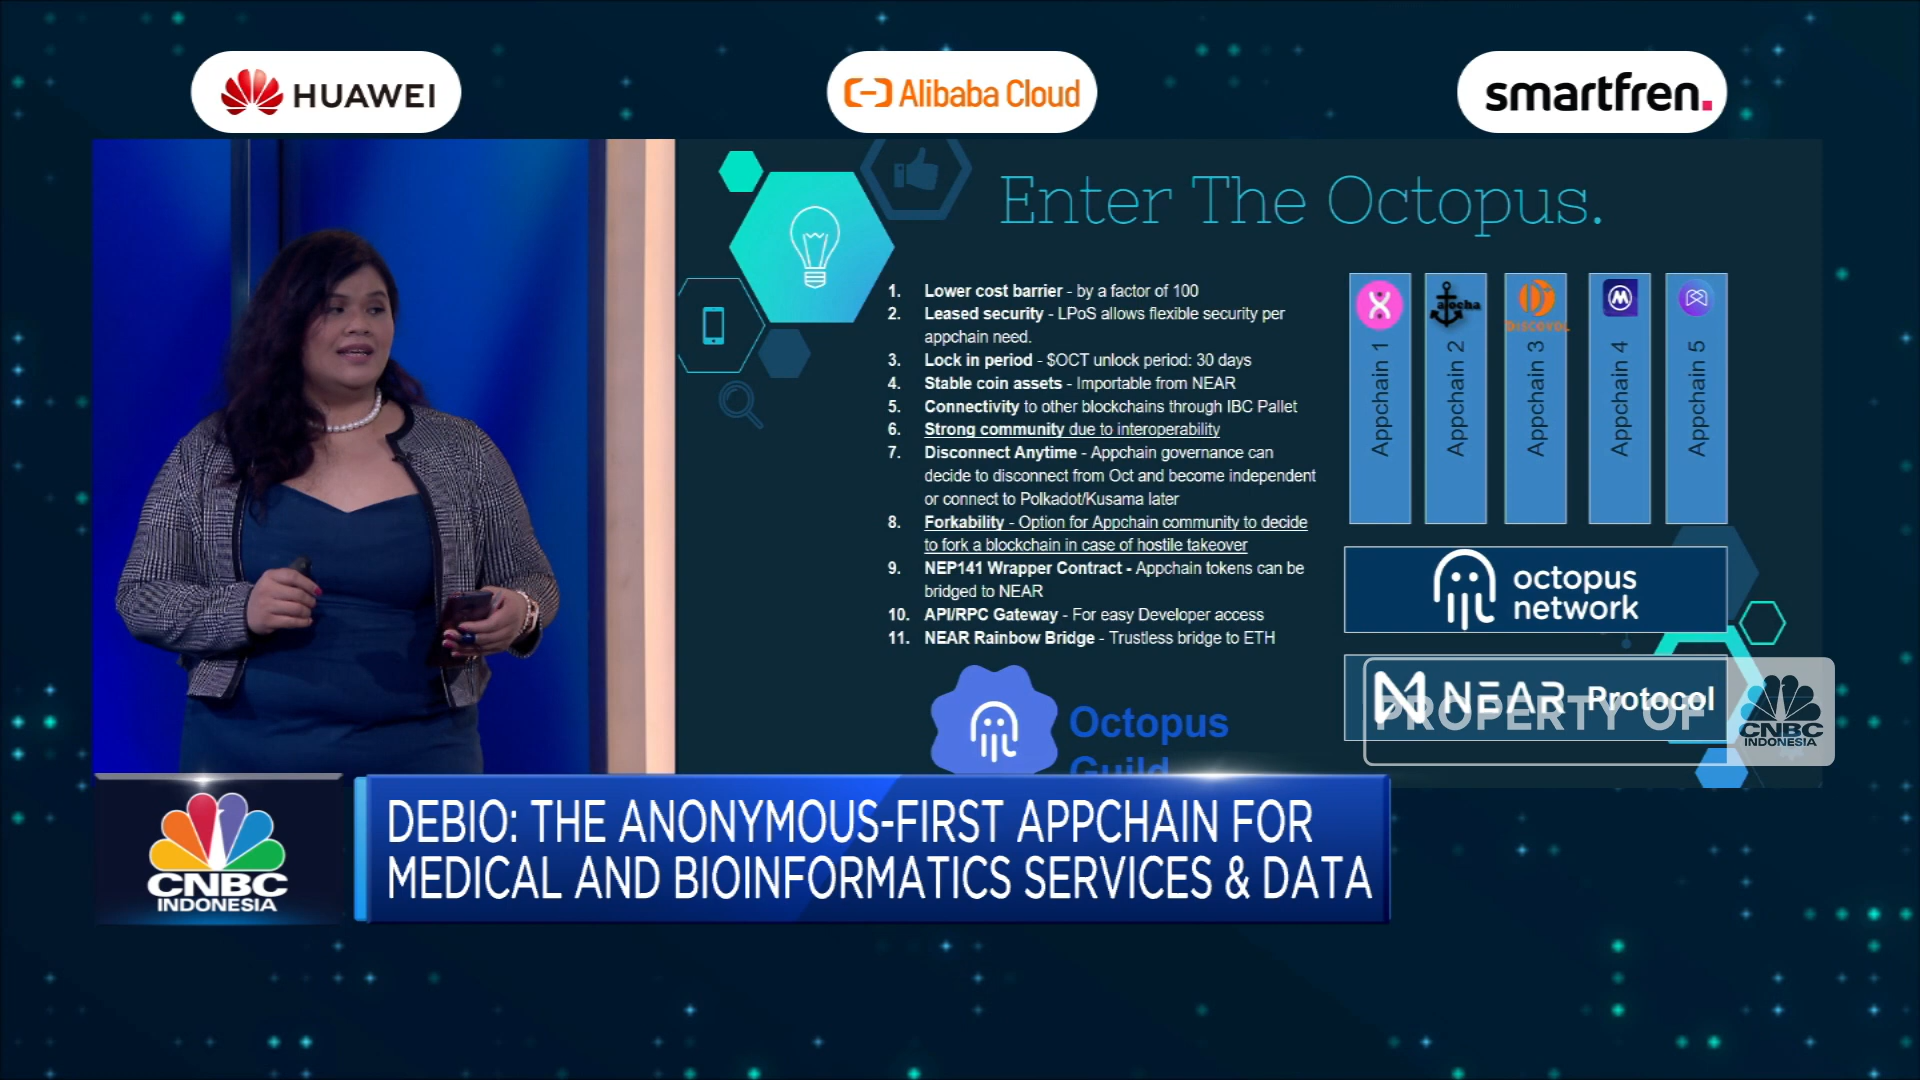 HUAWEI
Alibaba Cloud
smartfren.
Enter The Octopus.
1. Lower cost barrier - by a factor of 100
2. Leased security - LPoS allows flexible security per
appchain need.
3. Lock in period - $OCT unlock period: 30 days
4. Stable coin assets - Importable from NEAR
5. Connectivity to other blockchains through IBC Pallet
6. Strong community due to interoperability
7. Disconnect Anytime - Appchain governance can
decide to disconnect from Oct and become independent
or connect to Polkadot/Kusama later
8. Forkability - Option for Appchain community to decide
to fork a blockchain in case of hostile takeover
9. NEP141 Wrapper Contract - Appchain tokens can be
bridged to NEAR
10. API/RPC Gateway - For easy Developer access
11. NEAR Rainbow Bridge - Trustless bridge to ETH
Appchain 1
Appchain 2
DISCOVOL
Appchain 3
Appchain 4
Appchain 5
octopus
network
NEAR Protocol
PROPERTY OF
CNBC
INDONESIA
Octopus
Guild
CNBC
INDONESIA
DEBIO: THE ANONYMOUS-FIRST APPCHAIN FOR
MEDICAL AND BIOINFORMATICS SERVICES & DATA